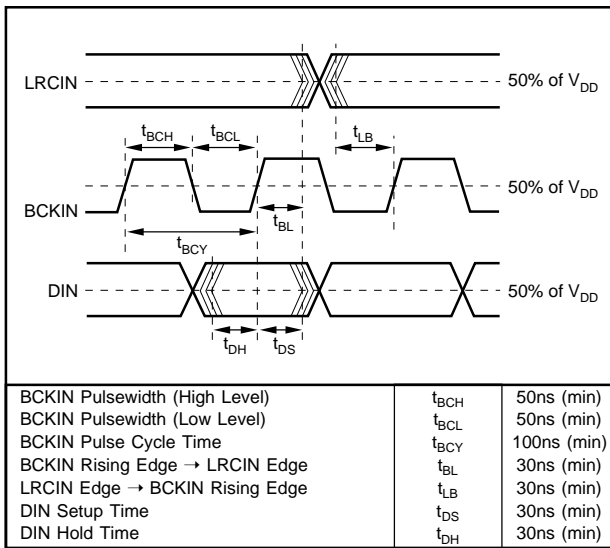 LRCIN 50% of VDD
tBCH tBCL tLB
BCKIN 50% of VDD
tBL
tBCY
DIN 50% of VDD
tDH tDS
BCKIN Pulsewidth (High Level) tBCH 50ns (min)
BCKIN Pulsewidth (Low Level) tBCL 50ns (min)
BCKIN Pulse Cycle Time tBCY 100ns (min)
BCKIN Rising Edge → LRCIN Edge tBL 30ns (min)
LRCIN Edge → BCKIN Rising Edge tLB 30ns (min)
DIN Setup Time tDS 30ns (min)
DIN Hold Time tDH 30ns (min)